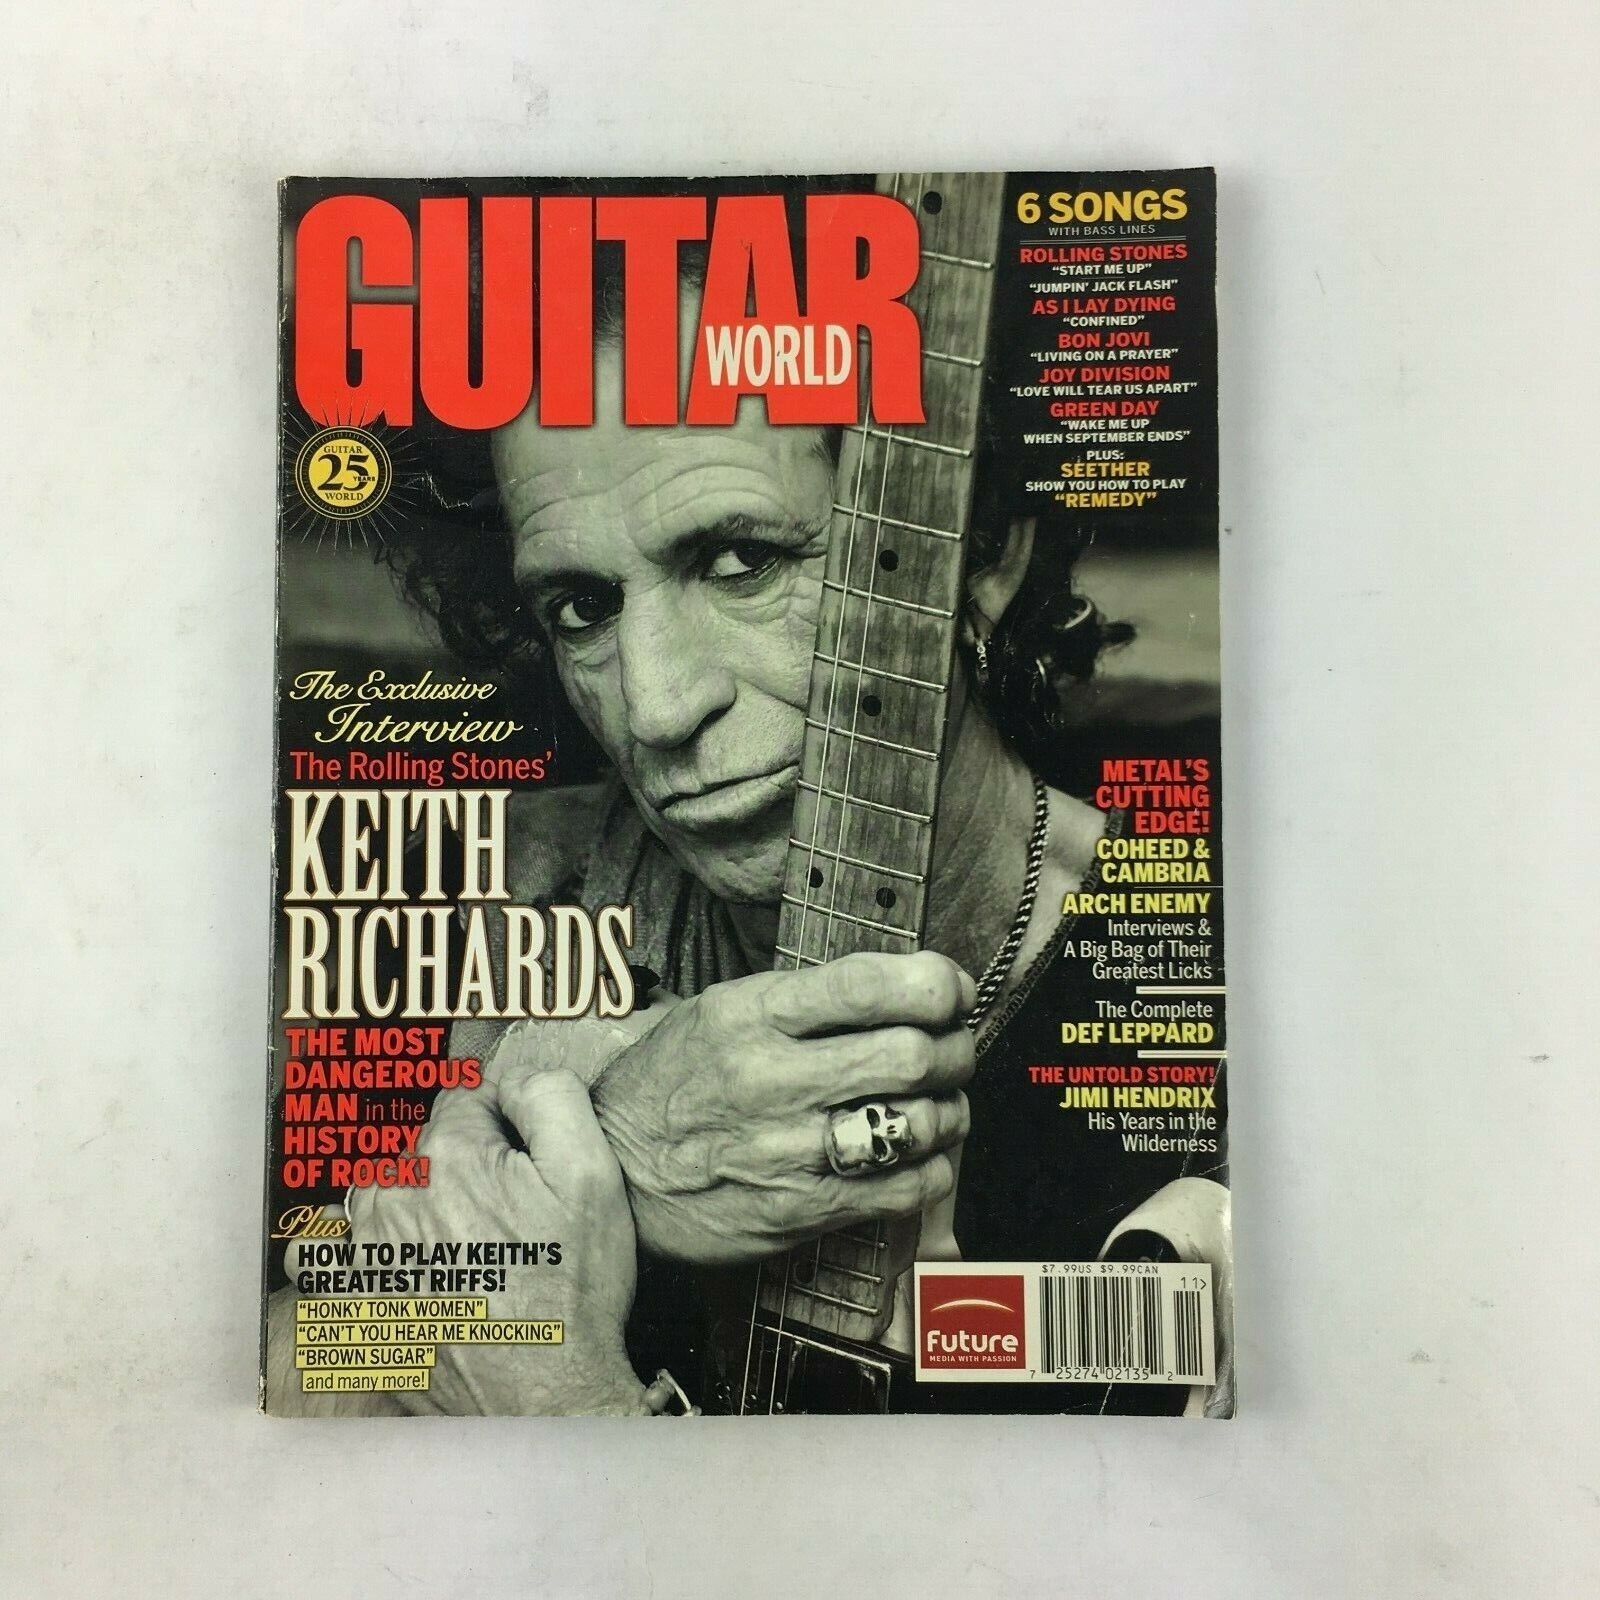 GUITAR
WORLD
®
GUITAR
25
YEARS
WORLD
6 SONGS
WITH BASS LINES
ROLLING STONES
"START ME UP"
"JUMPIN' JACK FLASH"
AS I LAY DYING
"CONFINED"
BON JOVI
"LIVING ON A PRAYER"
JOY DIVISION
"LOVE WILL TEAR US APART"
GREEN DAY
"WAKE ME UP
WHEN SEPTEMBER ENDS"
PLUS:
SEETHER
SHOW YOU HOW TO PLAY
"REMEDY"
The Exclusive
Interview
The Rolling Stones'
KEITH
RICHARDS
THE MOST
DANGEROUS
MAN in the
HISTORY
OF ROCK!
Plus
HOW TO PLAY KEITH'S
GREATEST RIFFS!
"HONKY TONK WOMEN"
"CAN'T YOU HEAR ME KNOCKING"
"BROWN SUGAR"
and many more!
METAL'S
CUTTING
EDGE!
COHEED &
CAMBRIA
ARCH ENEMY
Interviews &
A Big Bag of Their
Greatest Licks
The Complete
DEF LEPPARD
THE UNTOLD STORY!
JIMI HENDRIX
His Years in the
Wilderness
Future
MEDIA WITH PASSION
$7.99US $9.99CAN
11>
7 25274 02135 2